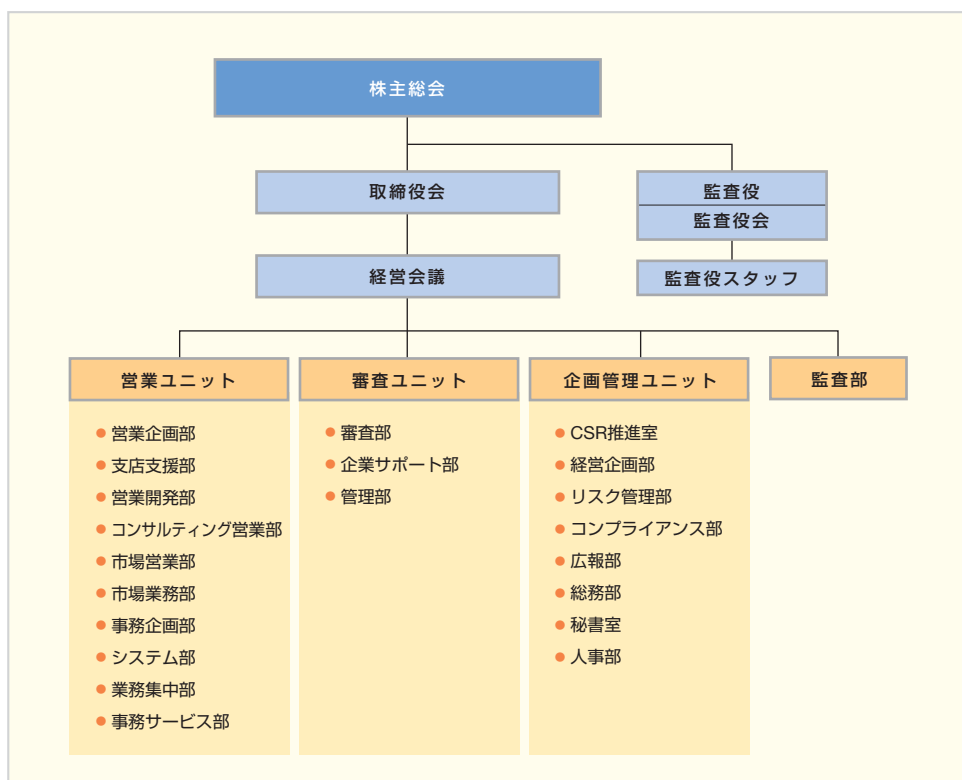 株主総会
取締役会
監査役
監査役会
経営会議
監査役スタッフ
営業ユニット
営業企画部
支店支援部
営業開発部
コンサルティング営業部
市場営業部
市場業務部
事務企画部
システム部
業務集中部
事務サービス部
審査ユニット
審査部
企業サポート部
管理部
企画管理ユニット
CSR推進室
経営企画部
リスク管理部
コンプライアンス部
広報部
総務部
秘書室
人事部
監査部